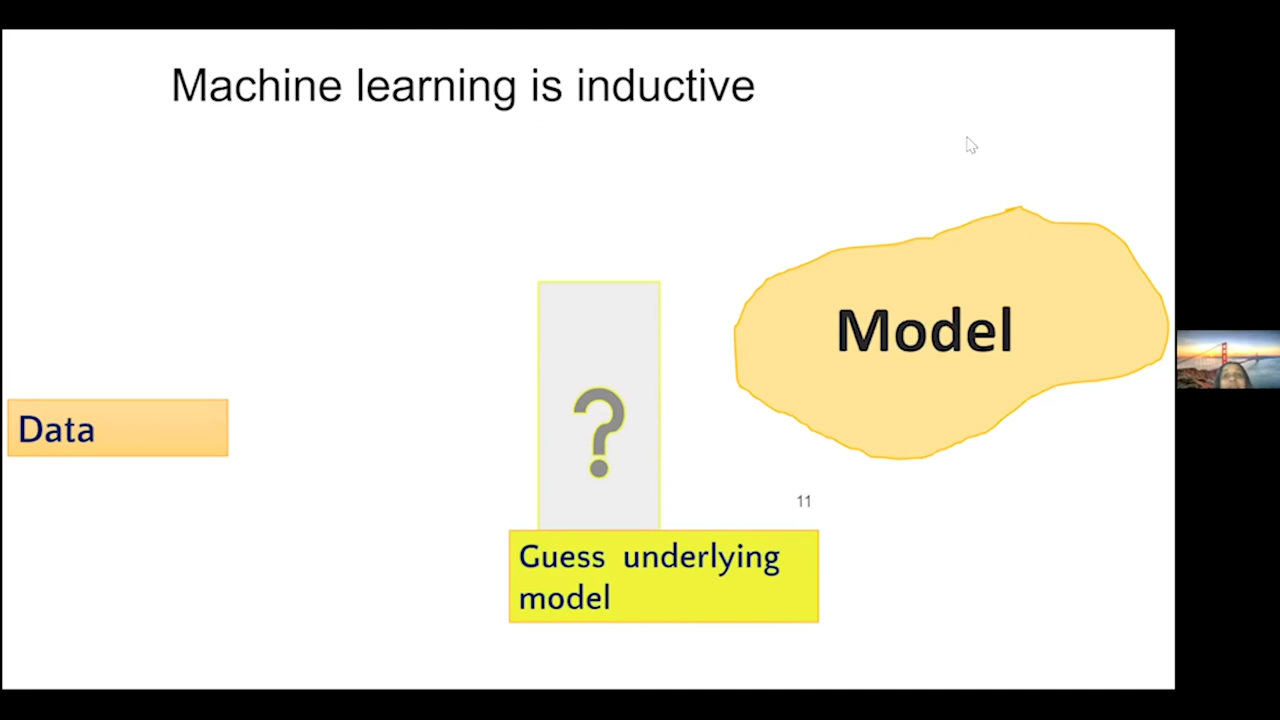 Machine learning is inductive
Model
Data
?
11
Guess underlying
model